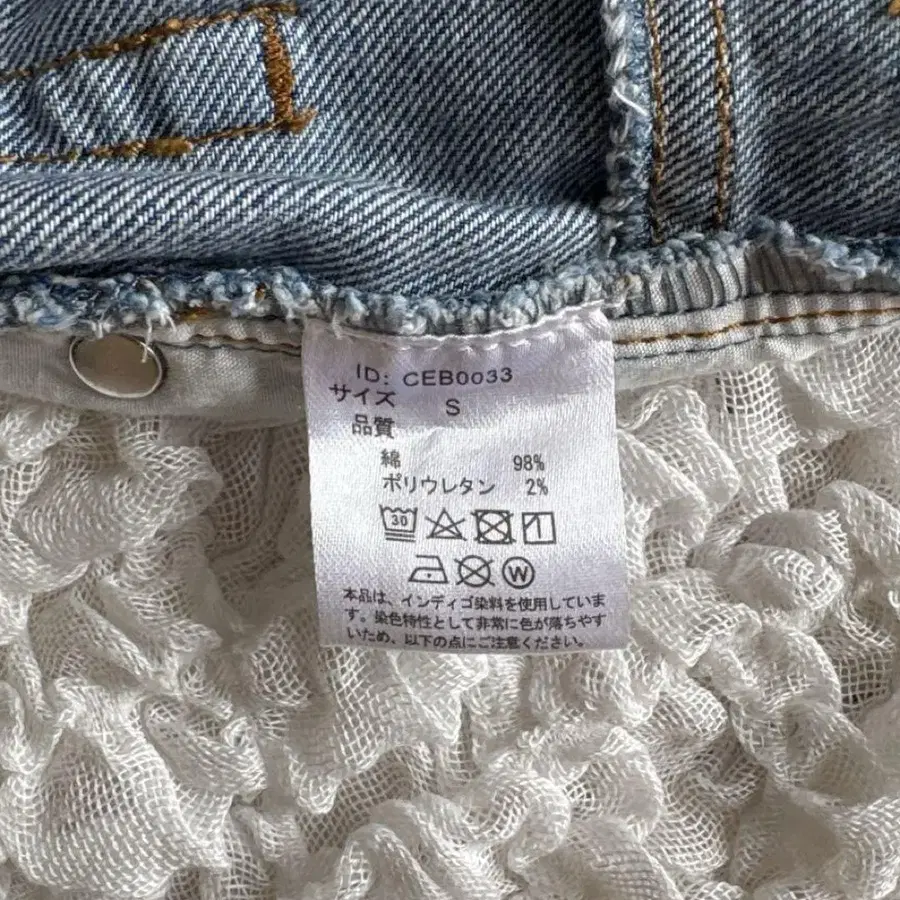 ID: CEB0033
サイズ S
品質
綿 98%
ポリウレタン 2%
30
W
本品は、インディゴ染料を使用していま
す。染色特性として非常に色が落ちやす
いため、以下の点にご注意ください。